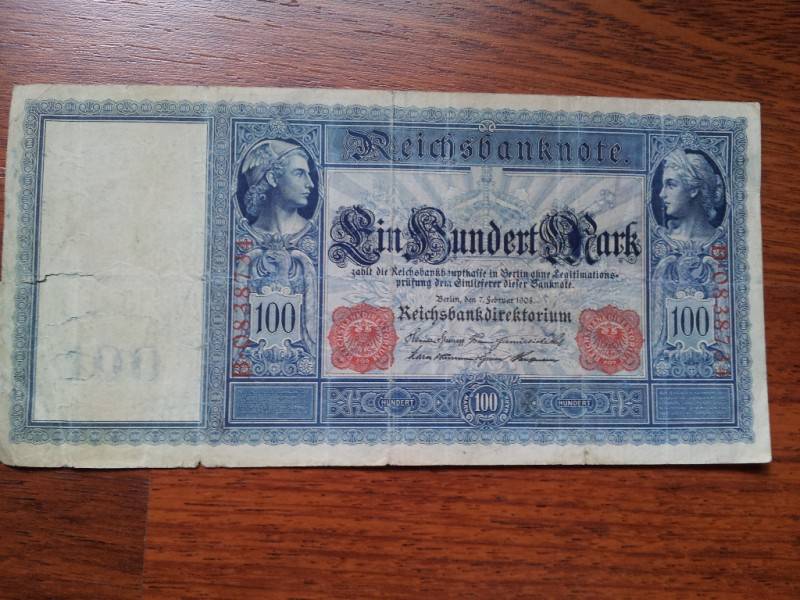 Reichsbanknote.
Ein Hundert Mark
zahlt die Reichsbankhauptkasse in Berlin ohne Legitimations-
prüfung dem Einlieferer dieser Banknote.
Berlin, den 7. Februar 1908.
Reichsbankdirektorium
100
100
HUNDERT
100
HUNDERT